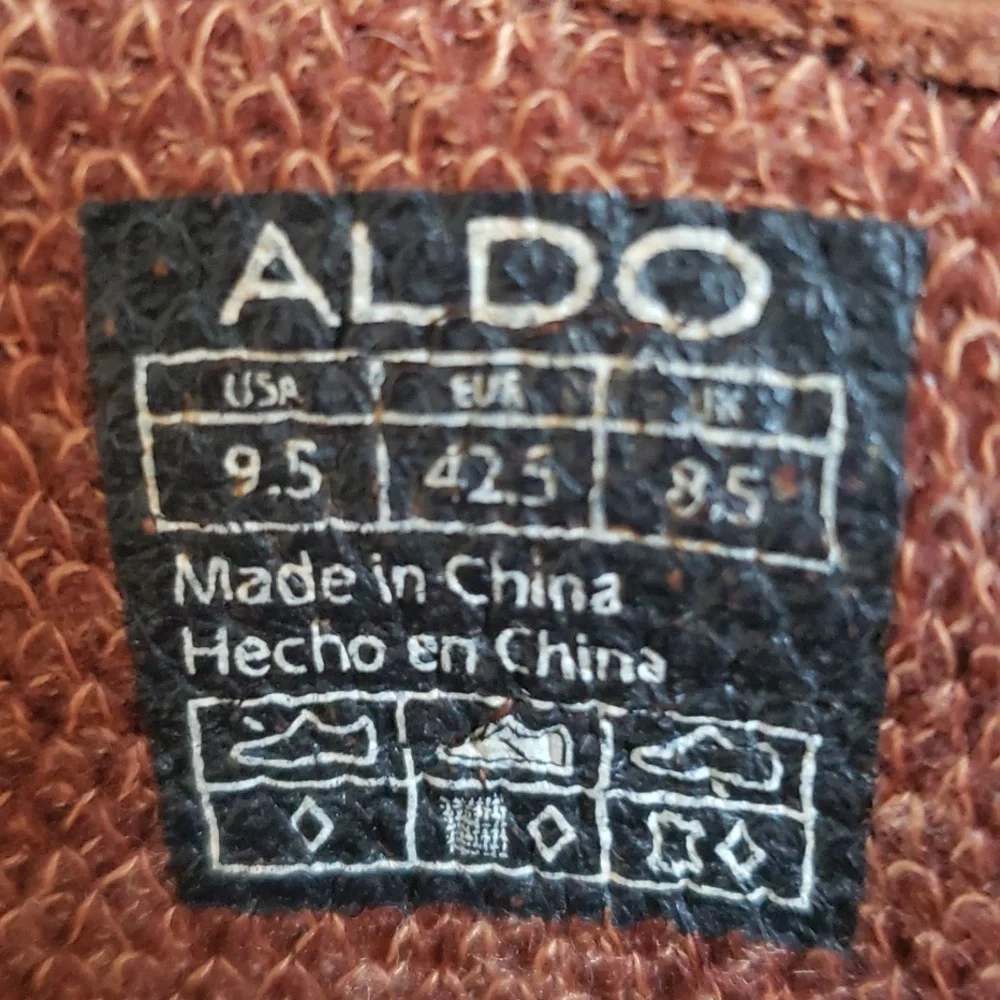 ALDO
USA EUR UK
9.5 42.5 8.5
Made in China
Hecho en China